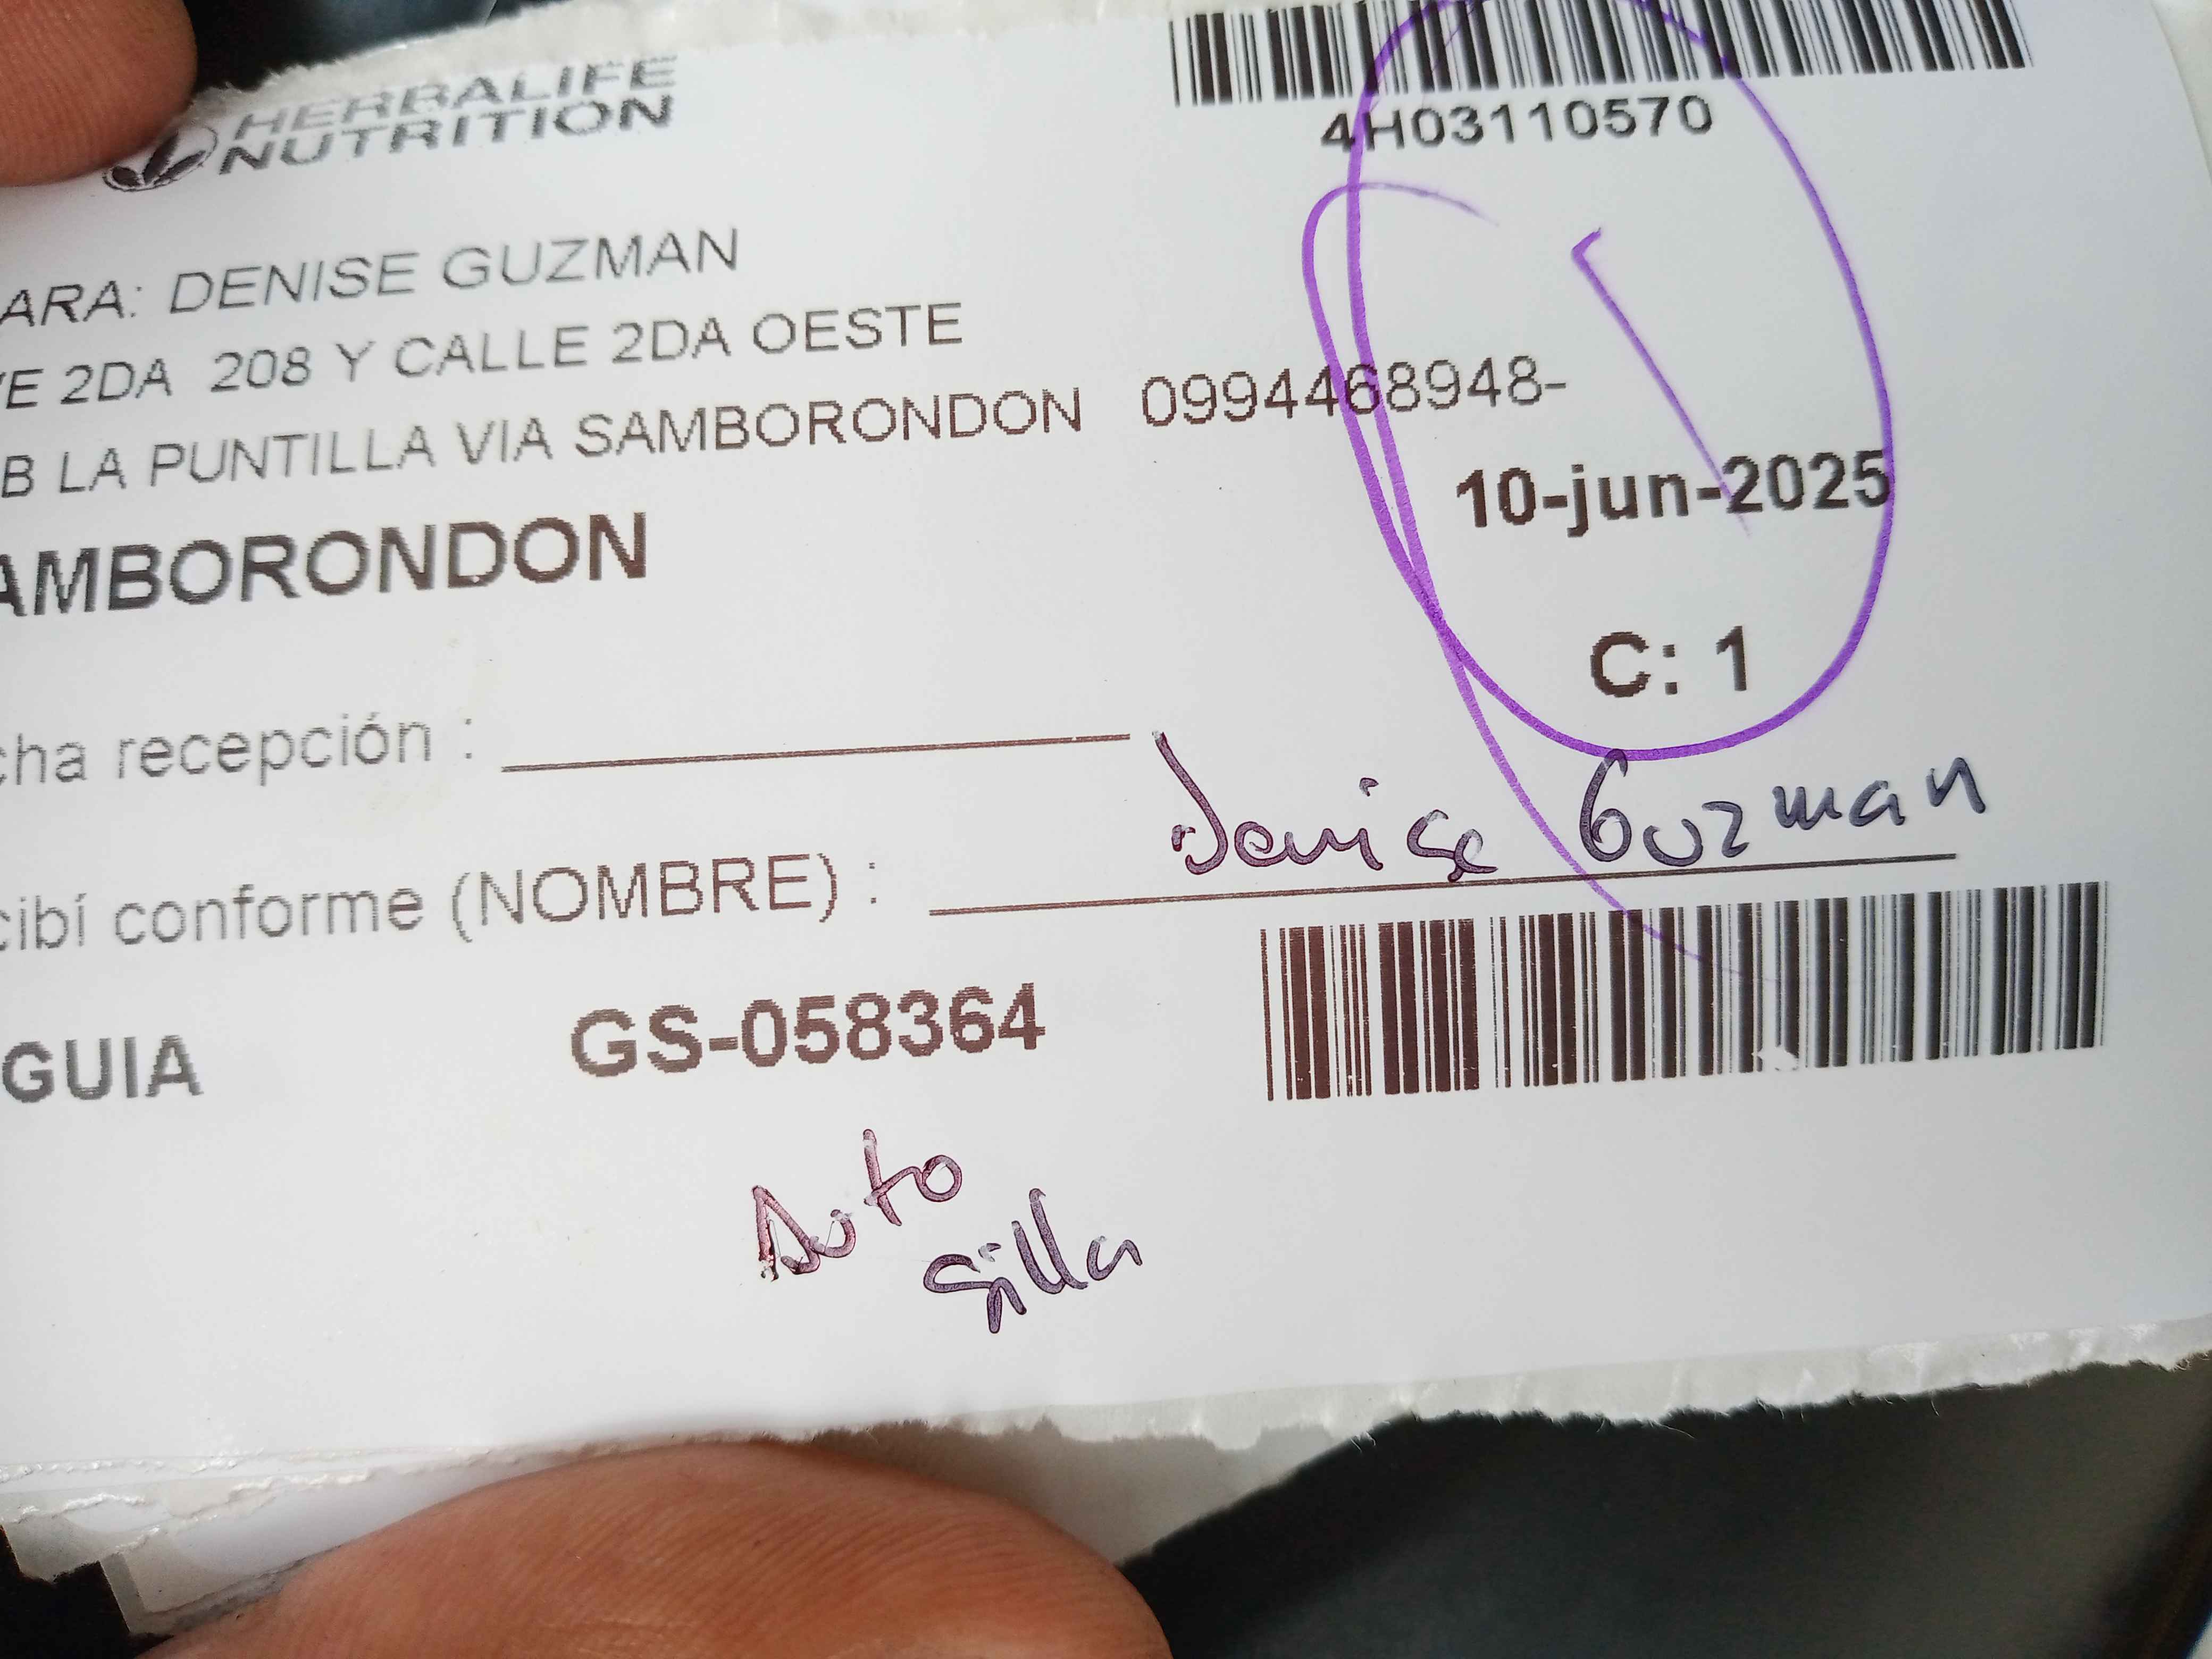 HERBALIFE
NUTRITION
4H03110570
ARA: DENISE GUZMAN
E 2DA 208 Y CALLE 2DA OESTE
B LA PUNTILLA VIA SAMBORONDON 0994468948-
10-jun-2025
AMBORONDON
C: 1
cha recepción :
cibí conforme (NOMBRE) : Denise Guzman
GUIA GS-058364
Auto
silla